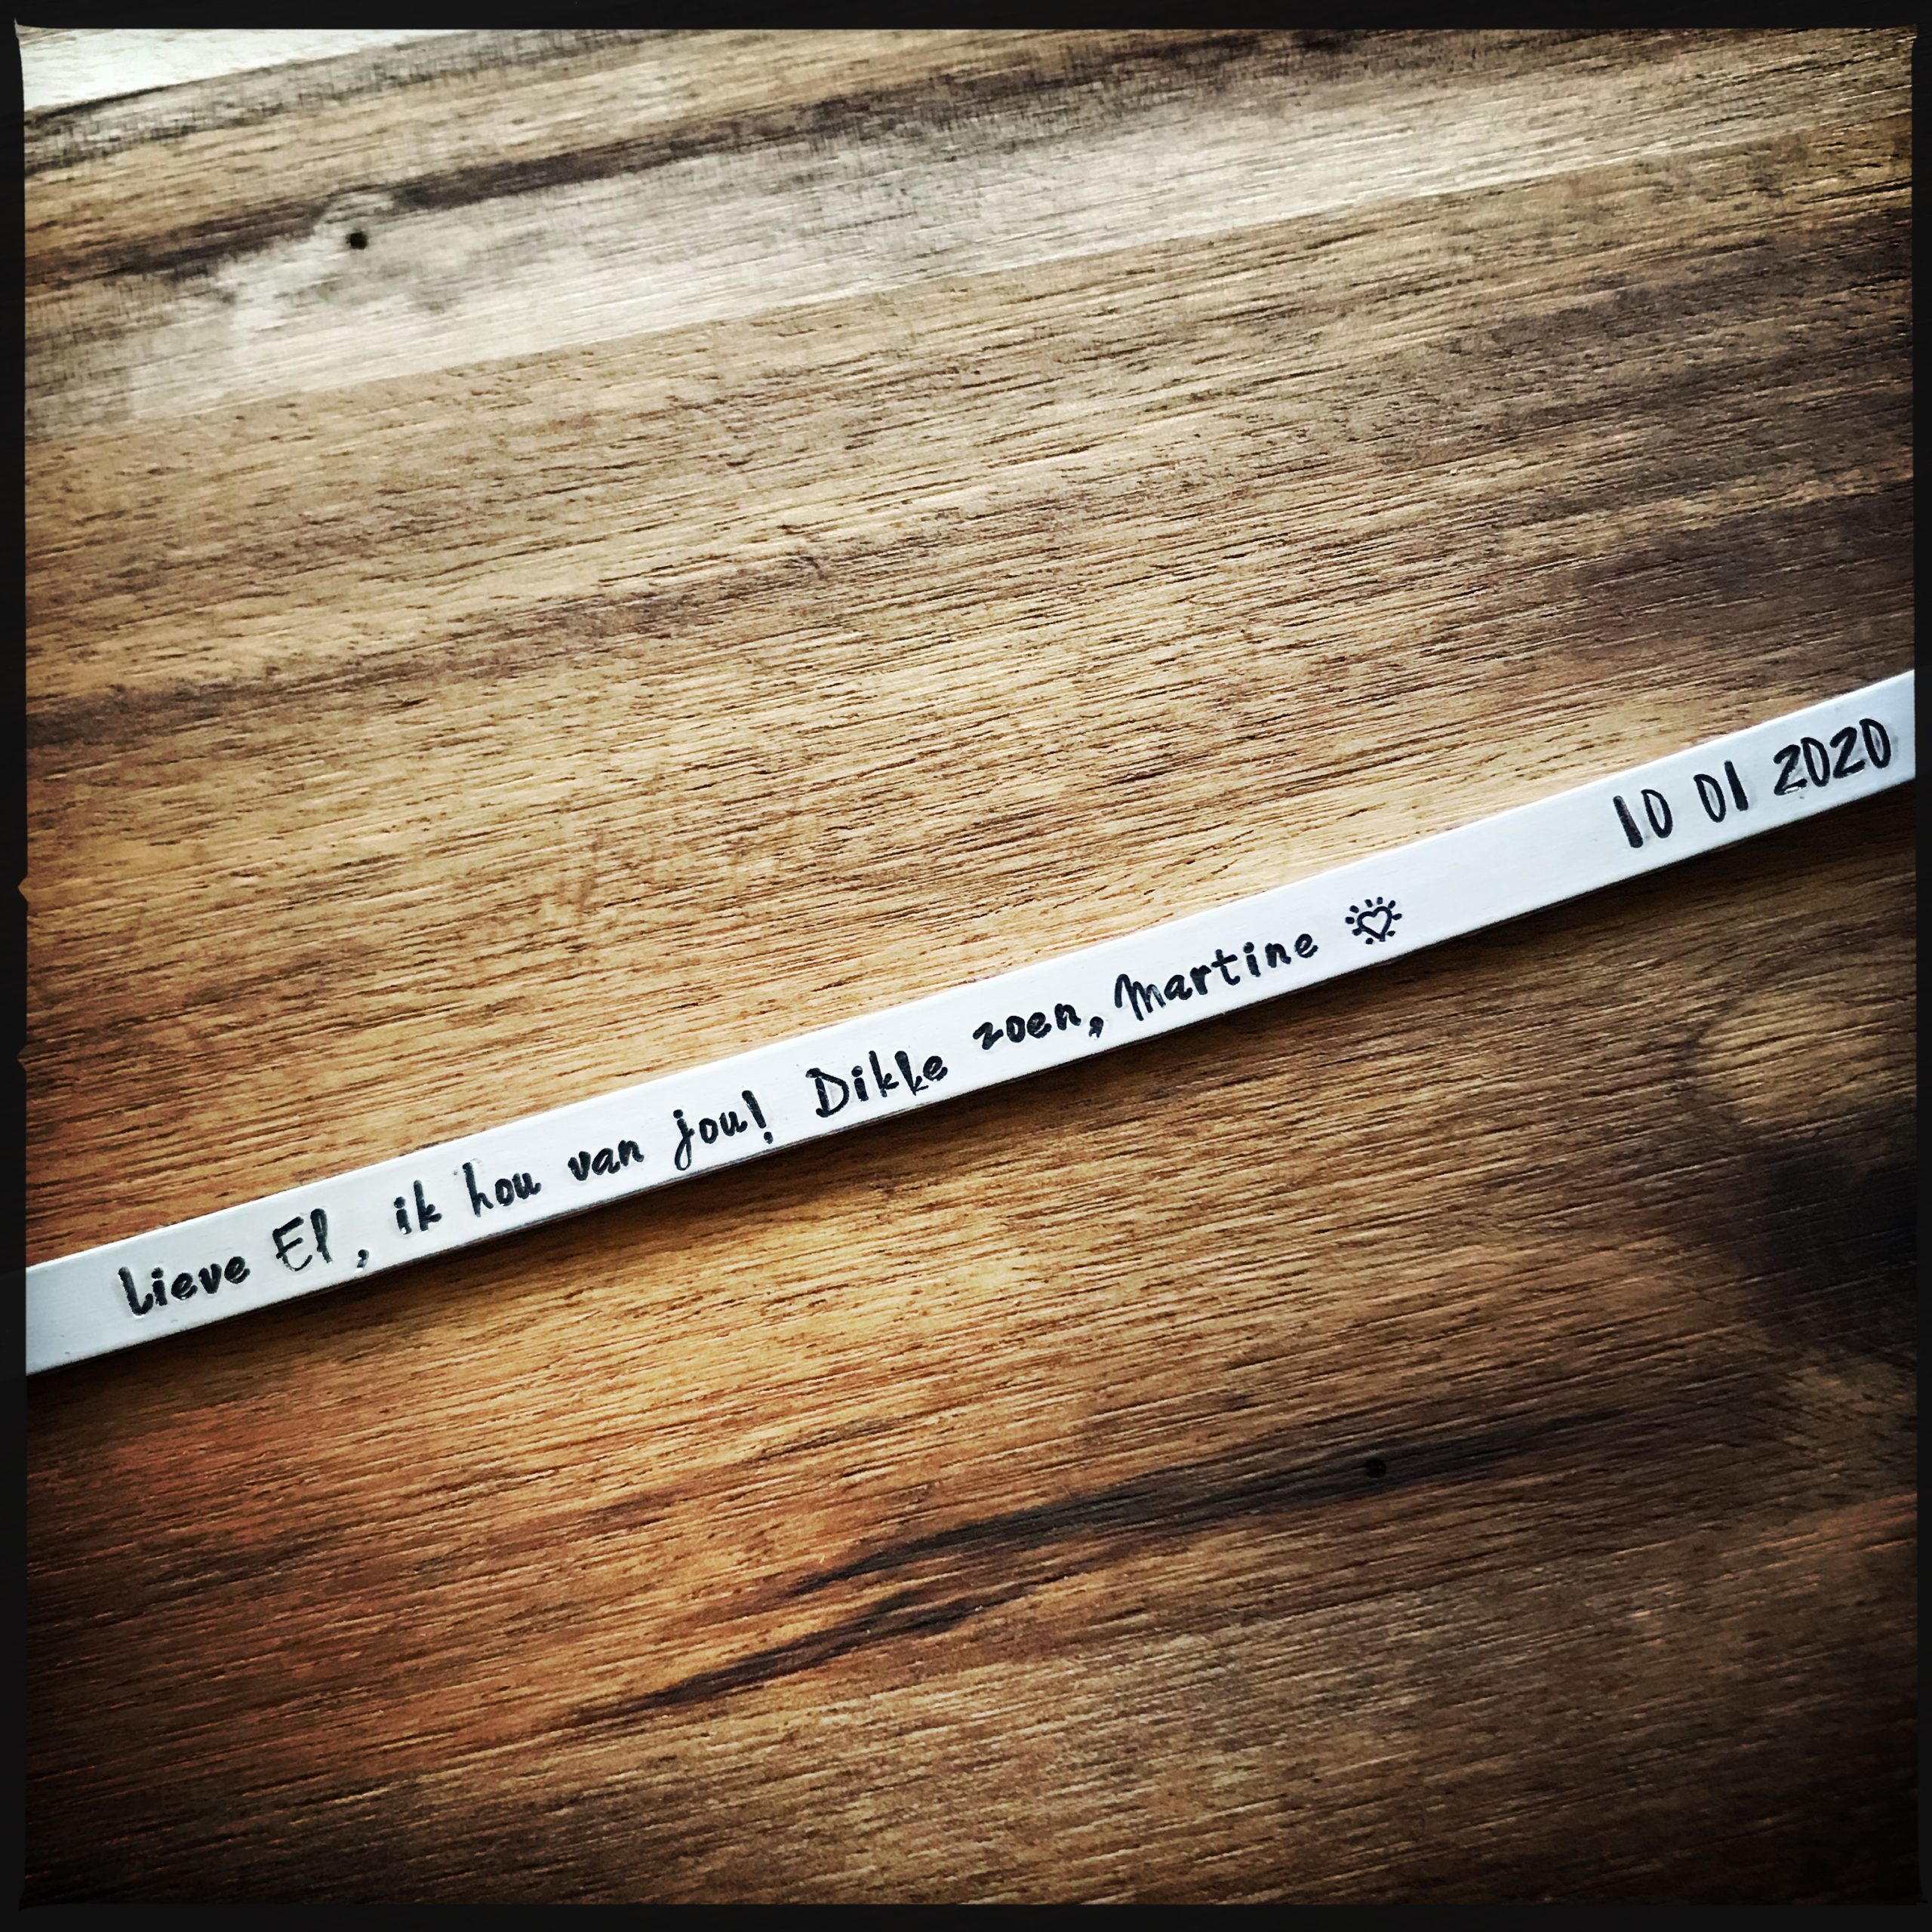 Lieve El, ik hou van jou! Dikke zoen, Martine 10 01 2020